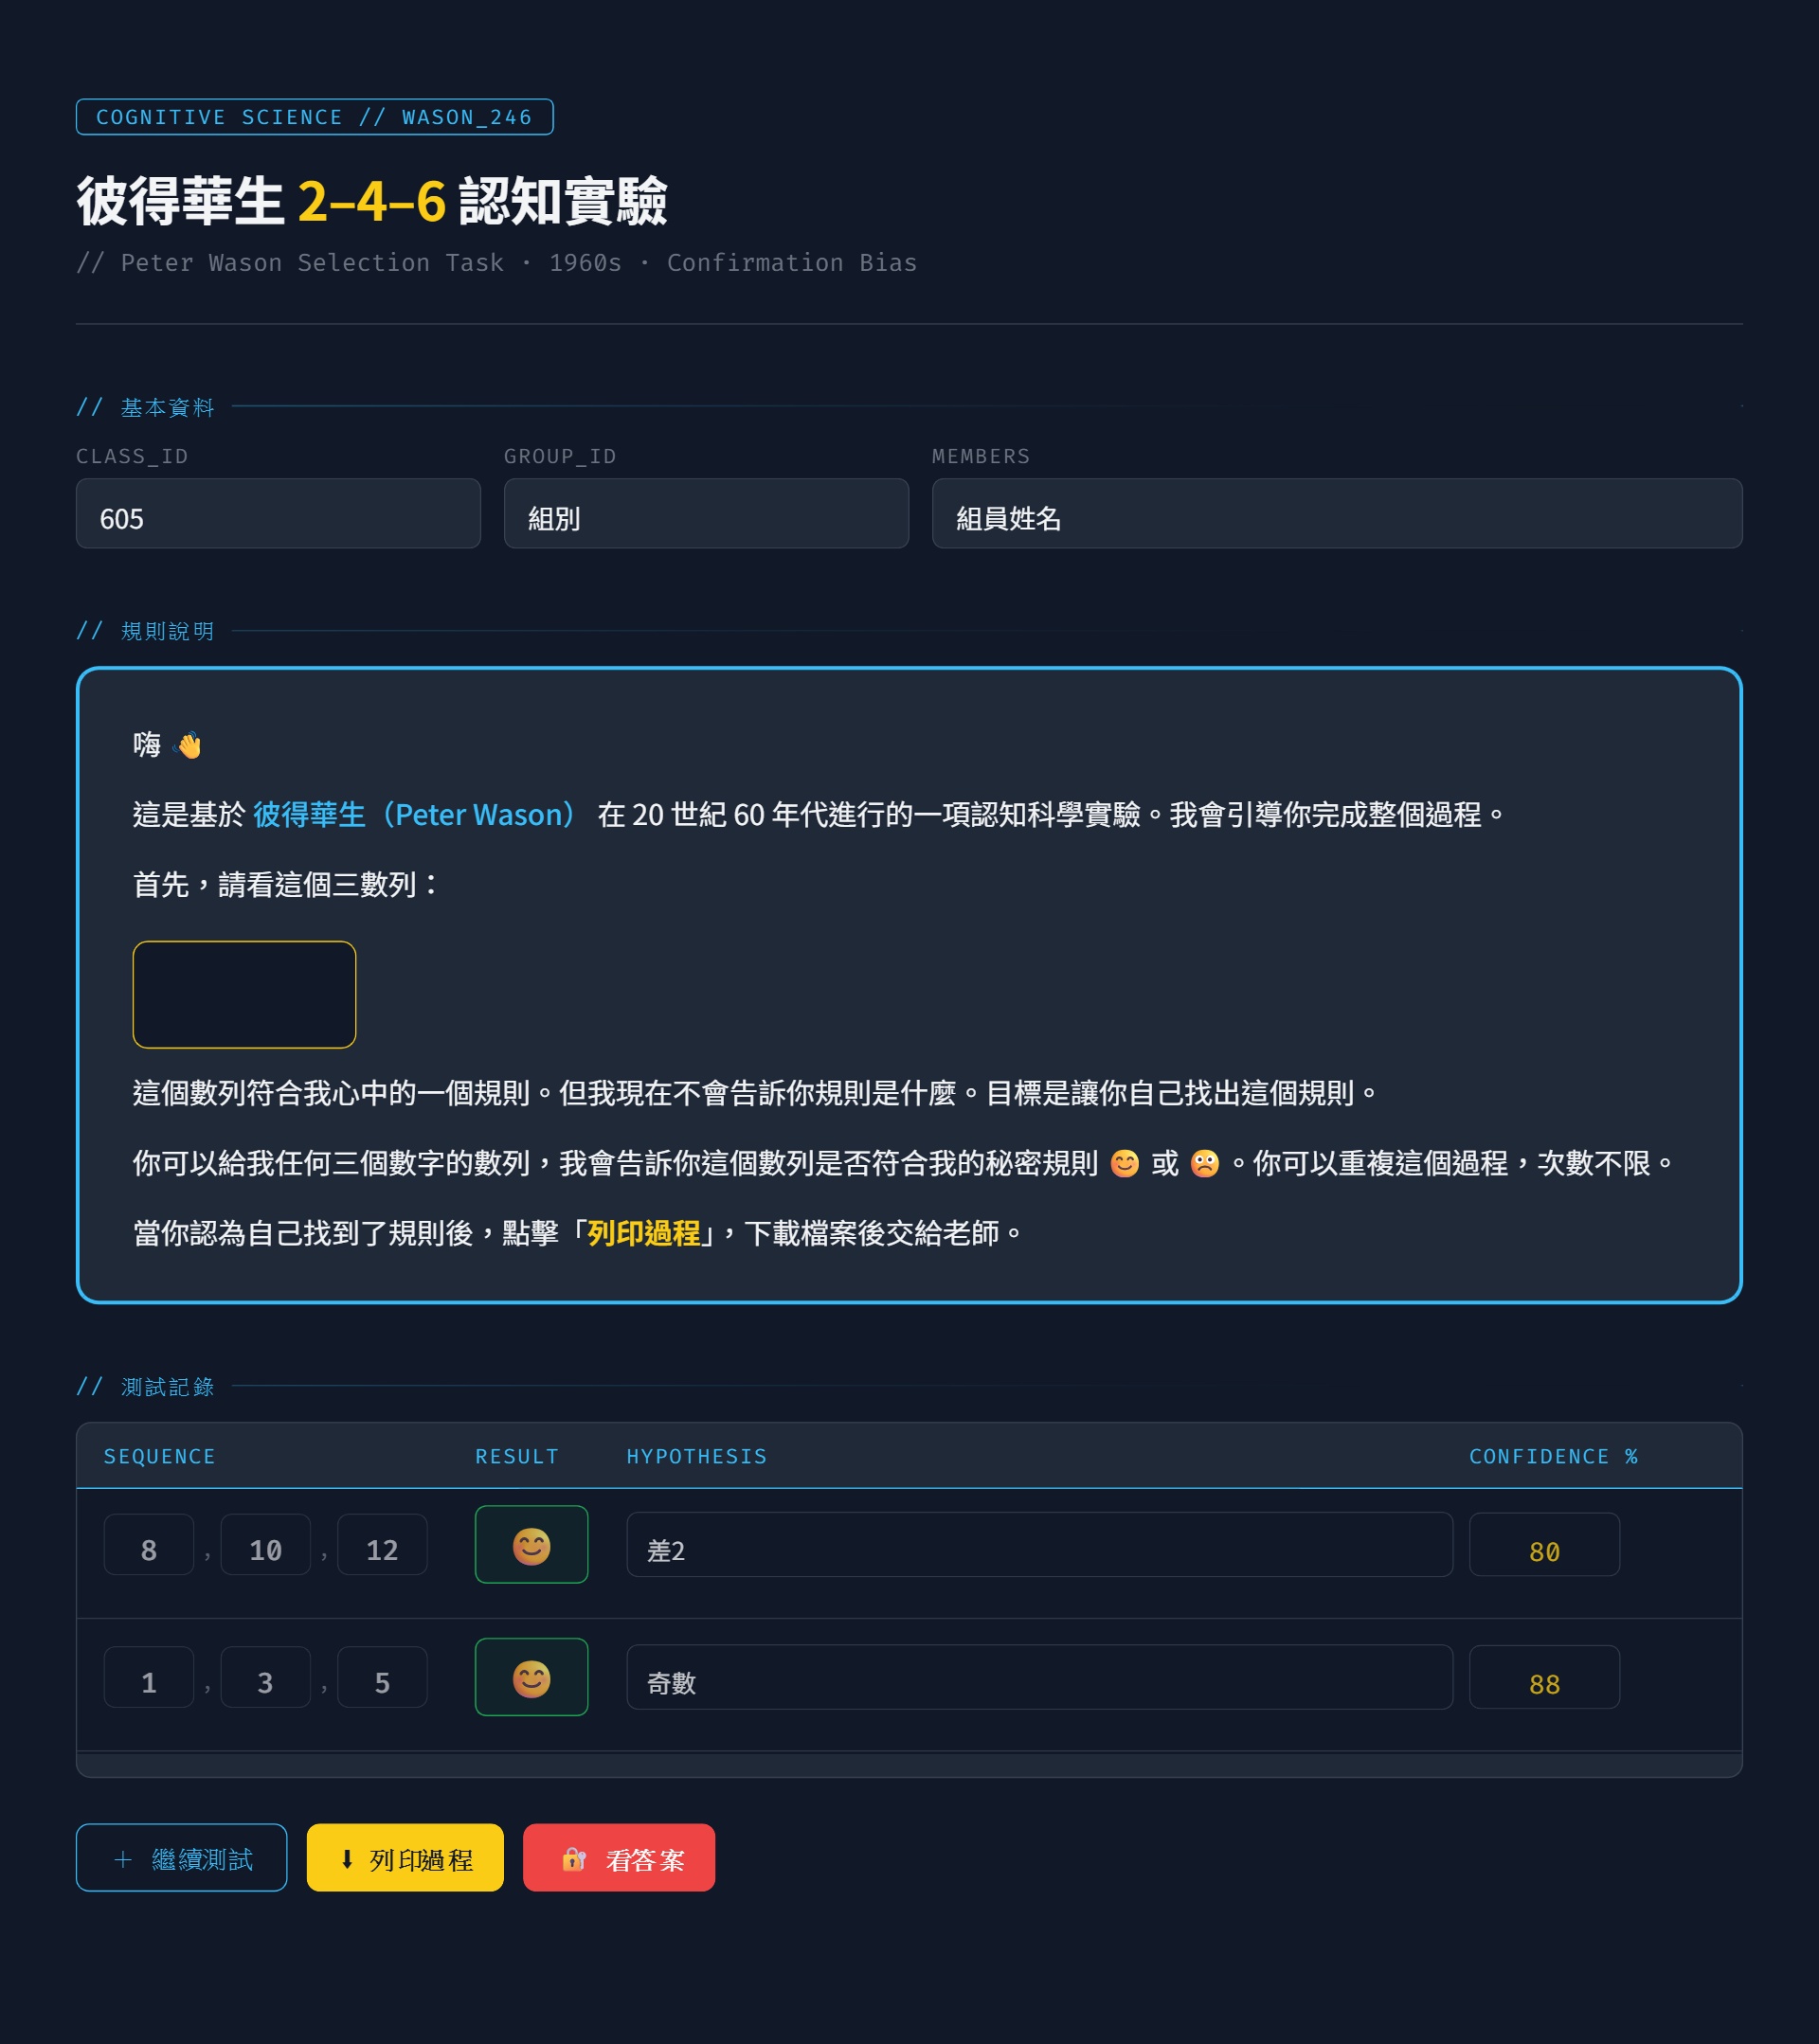 COGNITIVE SCIENCE // WASON_246
彼得華生 2–4–6 認知實驗
// Peter Wason Selection Task · 1960s · Confirmation Bias
// 基本資料
CLASS_ID GROUP_ID MEMBERS
605 組別 組員姓名
// 規則說明
嗨 👋
這是基於 彼得華生（Peter Wason） 在 20 世紀 60 年代進行的一項認知科學實驗。我會引導你完成整個過程。
首先，請看這個三數列：
這個數列符合我心中的一個規則。但我現在不會告訴你規則是什麼。目標是讓你自己找出這個規則。
你可以給我任何三個數字的數列，我會告訴你這個數列是否符合我的秘密規則 😊 或 😟。你可以重複這個過程，次數不限。
當你認為自己找到了規則後，點擊「列印過程」，下載檔案後交給老師。
// 測試記錄
SEQUENCE RESULT HYPOTHESIS CONFIDENCE %
8 , 10 , 12 😊 差2 80
1 , 3 , 5 😊 奇數 88
＋ 繼續測試 ⬇ 列印過程 🔐 看答案